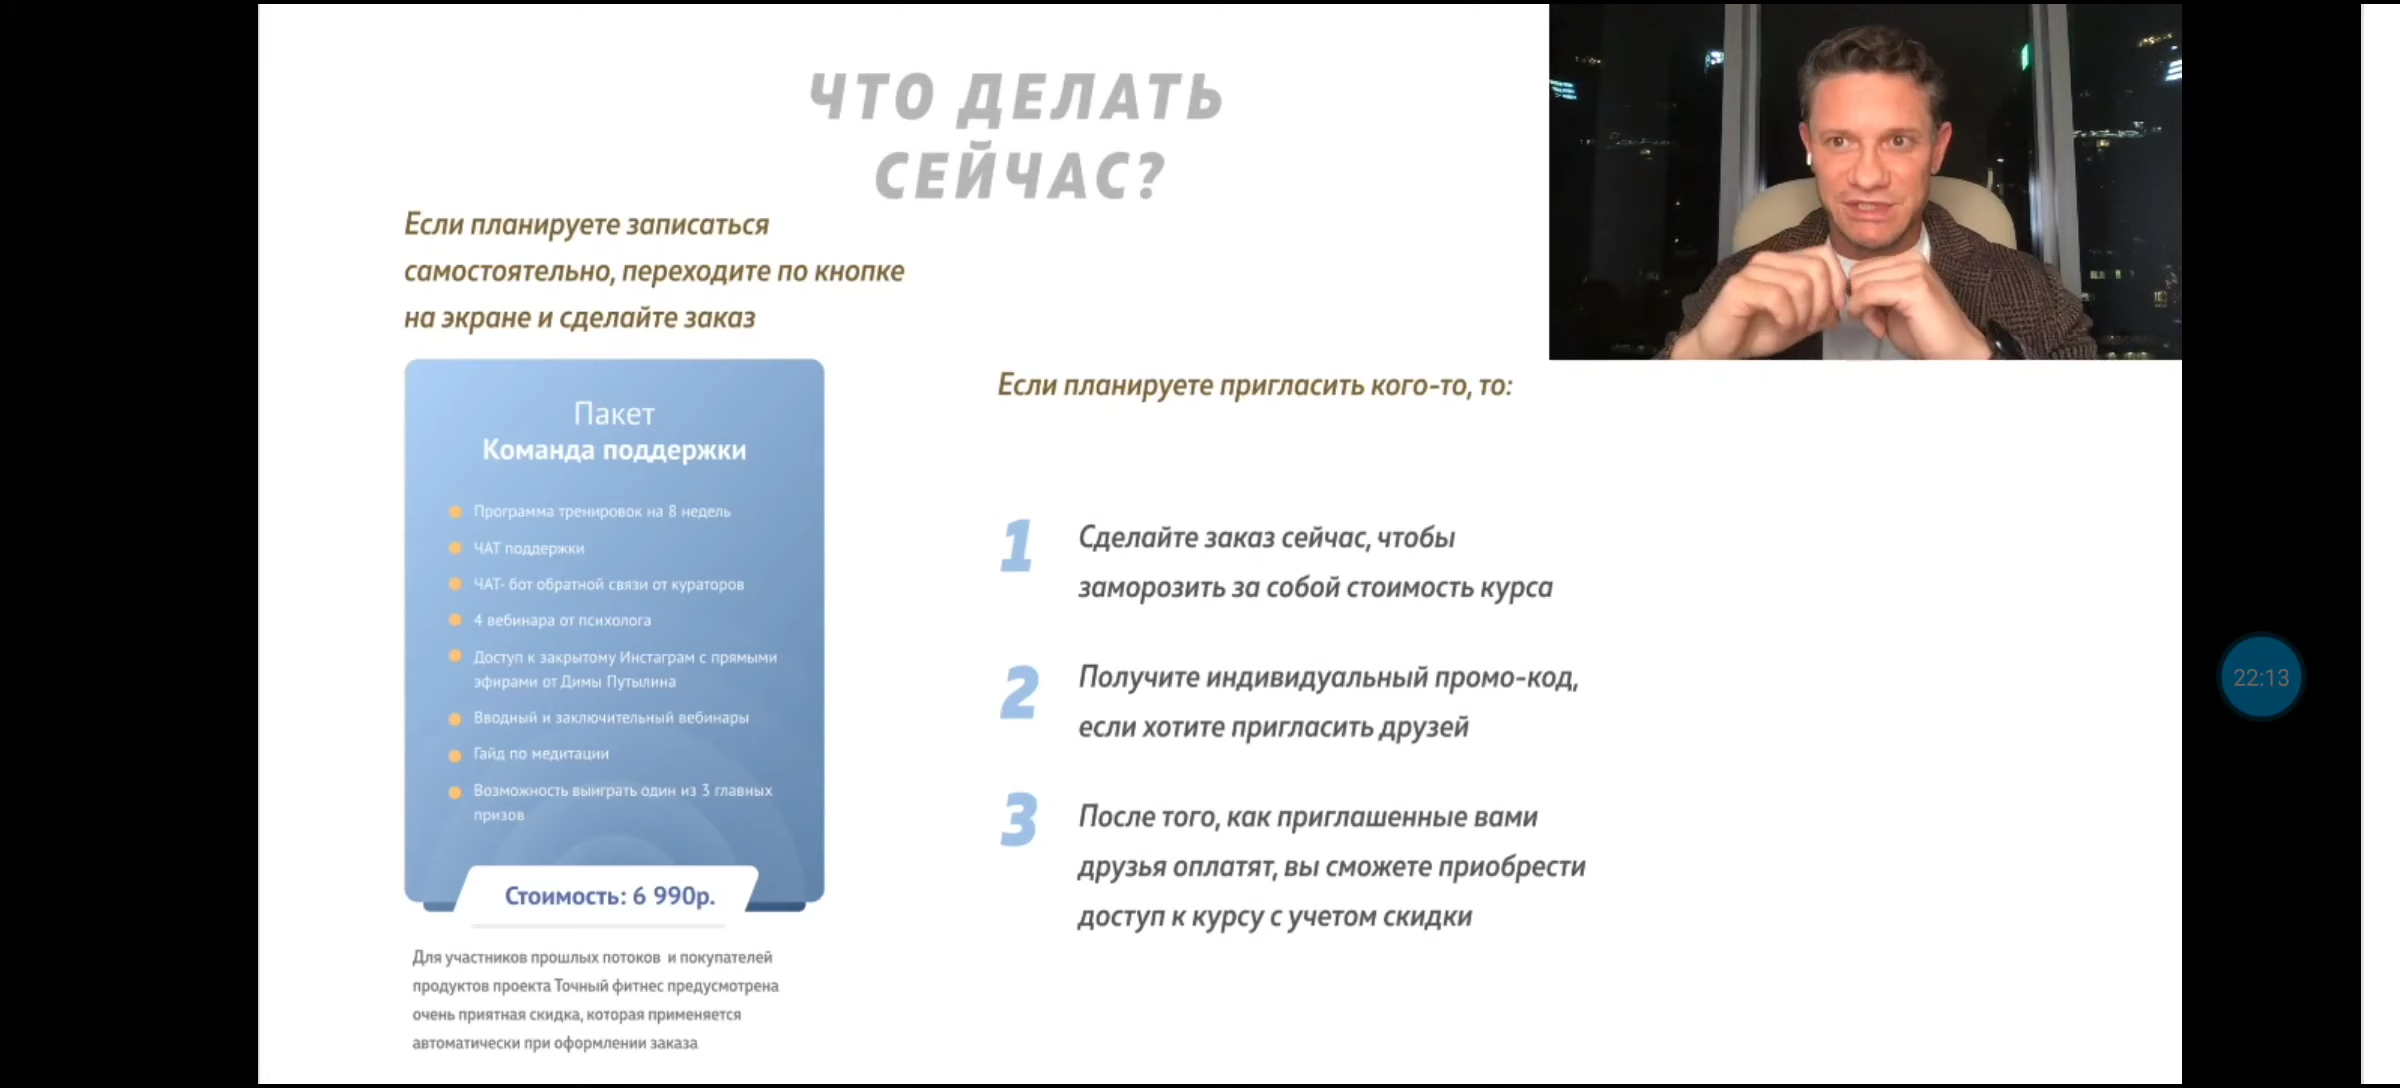 ЧТО ДЕЛАТЬ
СЕЙЧАС?
Если планируете записаться
самостоятельно, переходите по кнопке
на экране и сделайте заказ
Пакет
Команда поддержки
Программа тренировок на 8 недель
ЧАТ поддержки
ЧАТ- бот обратной связи от кураторов
4 вебинара от психолога
Доступ к закрытому Инстаграм с прямыми
эфирами от Димы Путылина
Вводный и заключительный вебинары
Гайд по медитации
Возможность выиграть один из 3 главных
призов
Стоимость: 6 990р.
Для участников прошлых потоков и покупателей
продуктов проекта Точный фитнес предусмотрена
очень приятная скидка, которая применяется
автоматически при оформлении заказа
Если планируете пригласить кого-то, то:
1 Сделайте заказ сейчас, чтобы
заморозить за собой стоимость курса
2 Получите индивидуальный промо-код,
если хотите пригласить друзей
3 После того, как приглашенные вами
друзья оплатят, вы сможете приобрести
доступ к курсу с учетом скидки
22:13